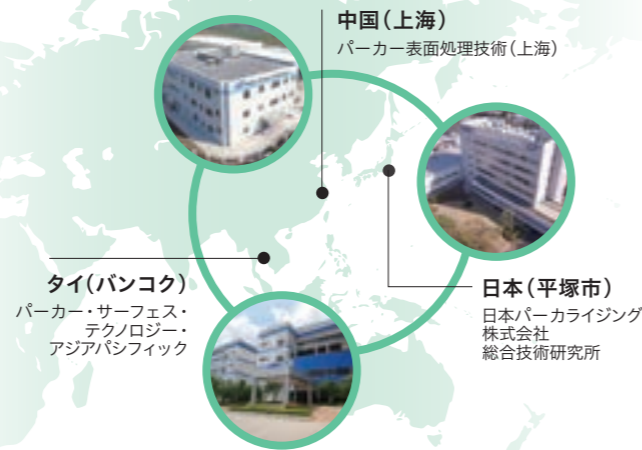 中国(上海)
パーカー表面処理技術(上海)
タイ(バンコク)
パーカー・サーフェス・
テクノロジー・
アジアパシフィック
日本(平塚市)
日本パーカライジング
株式会社
総合技術研究所